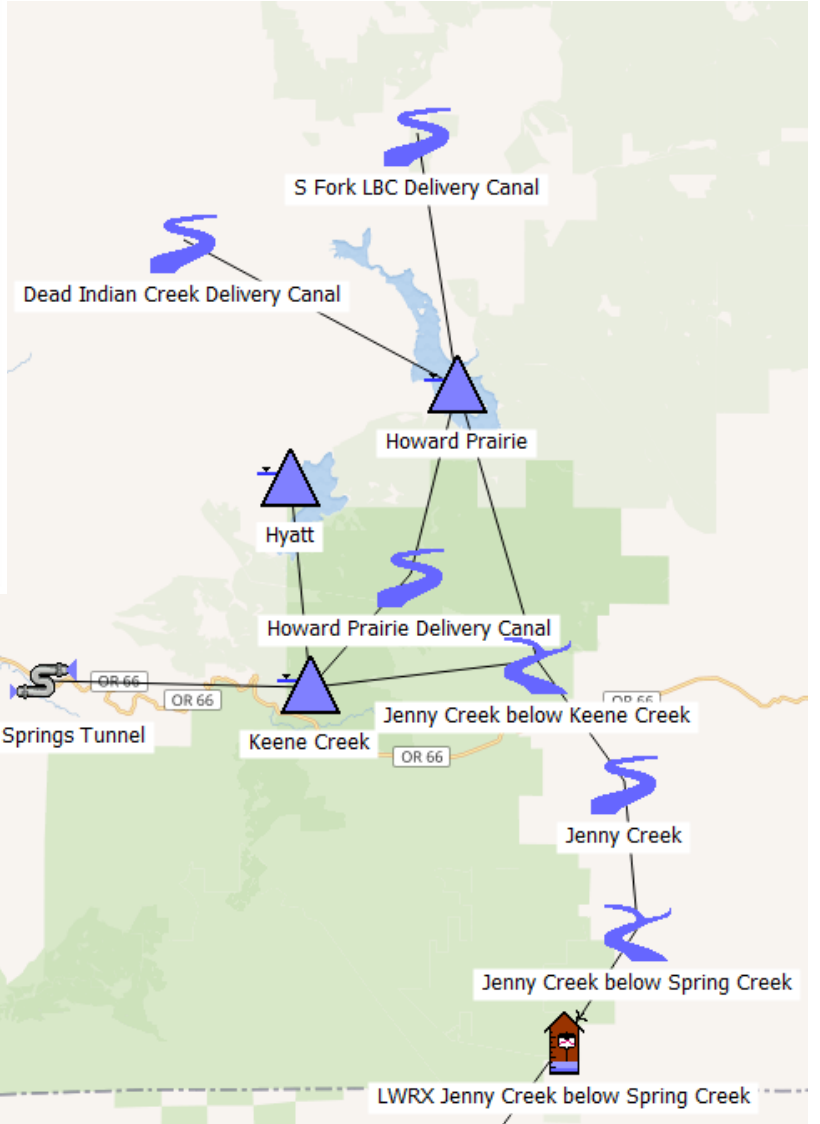 S Fork LBC Delivery Canal
Dead Indian Creek Delivery Canal
Howard Prairie
Hyatt
Howard Prairie Delivery Canal
OR 66
OR 66
OR 66
Jenny Creek below Keene Creek
Springs Tunnel
Keene Creek
OR 66
Jenny Creek
Jenny Creek below Spring Creek
LWRX Jenny Creek below Spring Creek